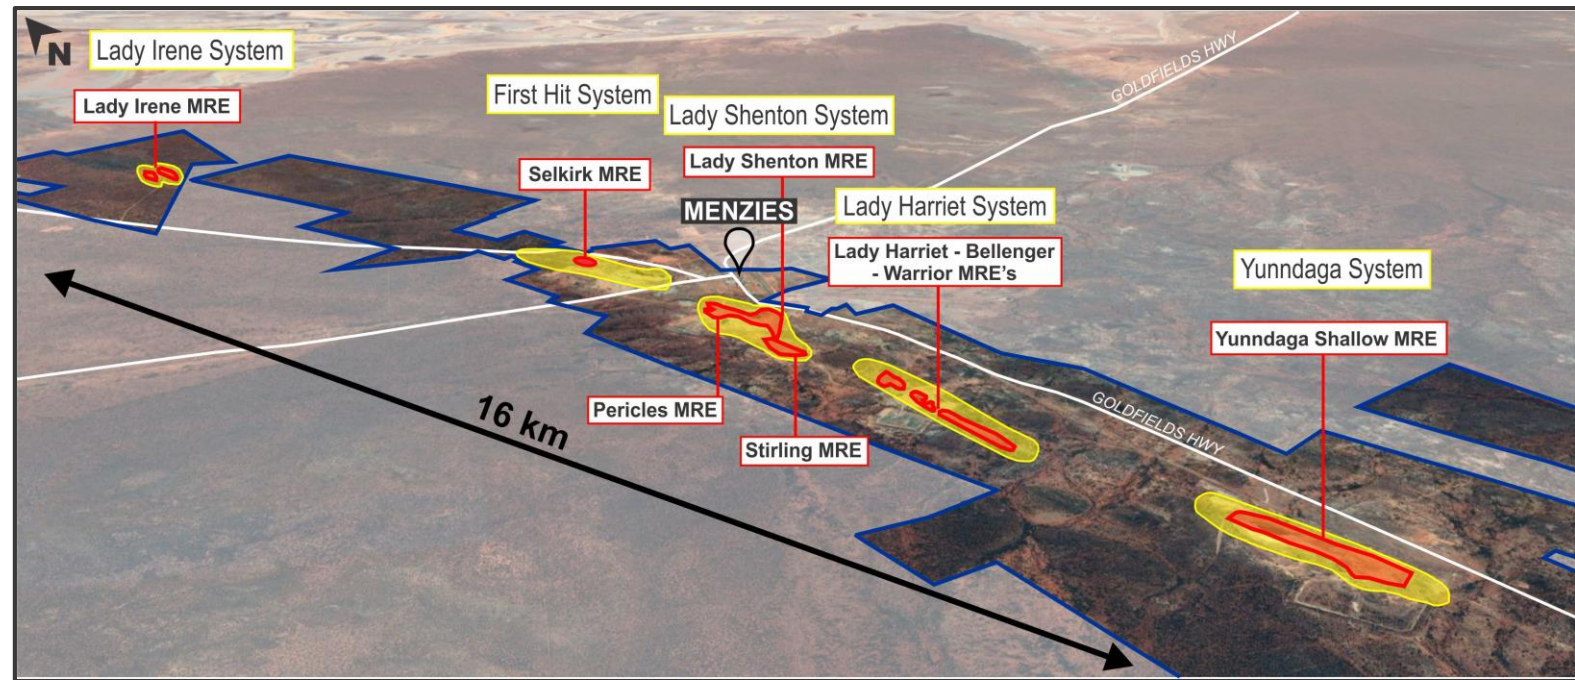 N
Lady Irene System
Lady Irene MRE
First Hit System
Selkirk MRE
Lady Shenton System
Lady Shenton MRE
MENZIES
GOLDFIELDS HWY
Lady Harriet System
Lady Harriet - Bellenger
- Warrior MRE's
Yunndaga System
Yunndaga Shallow MRE
Pericles MRE
Stirling MRE
GOLDFIELDS HWY
16 km